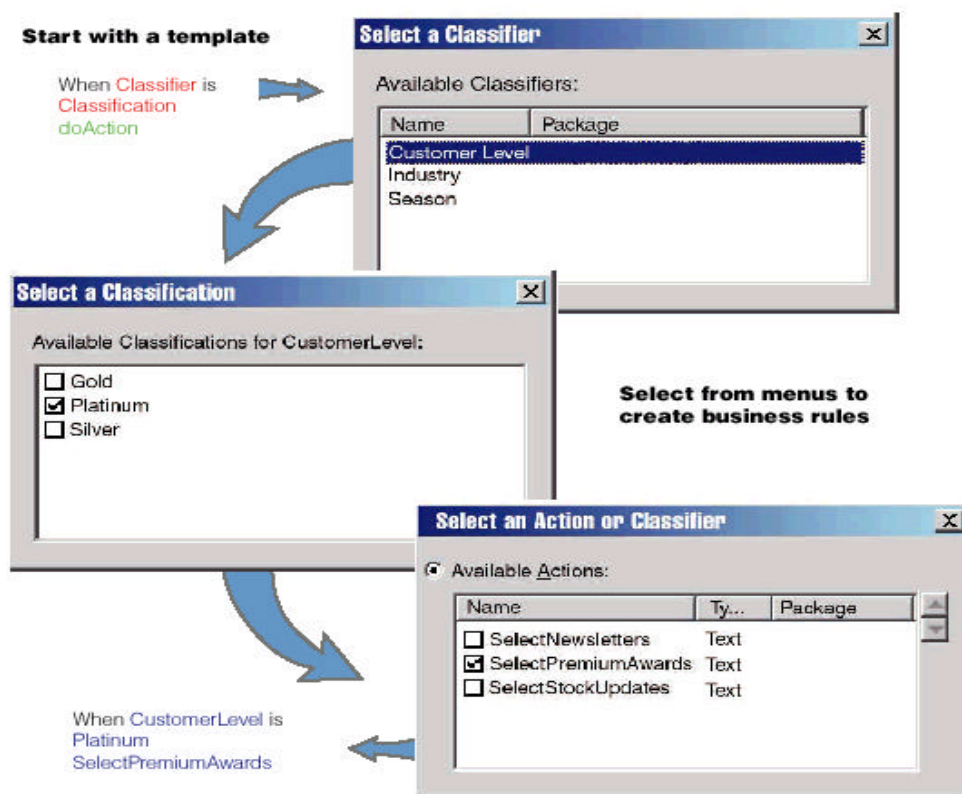 Start with a template
When Classifier is
Classification
doAction
Select a Classifier
Available Classifiers:
Name Package
Customer Level
Industry
Season
Select a Classification
Available Classifications for CustomerLevel:
Gold
Platinum
Silver
Select from menus to
create business rules
Select an Action or Classifier
Available Actions:
Name Ty... Package
SelectNewsletters Text
SelectPremiumAwards Text
SelectStockUpdates Text
When CustomerLevel is
Platinum
SelectPremiumAwards